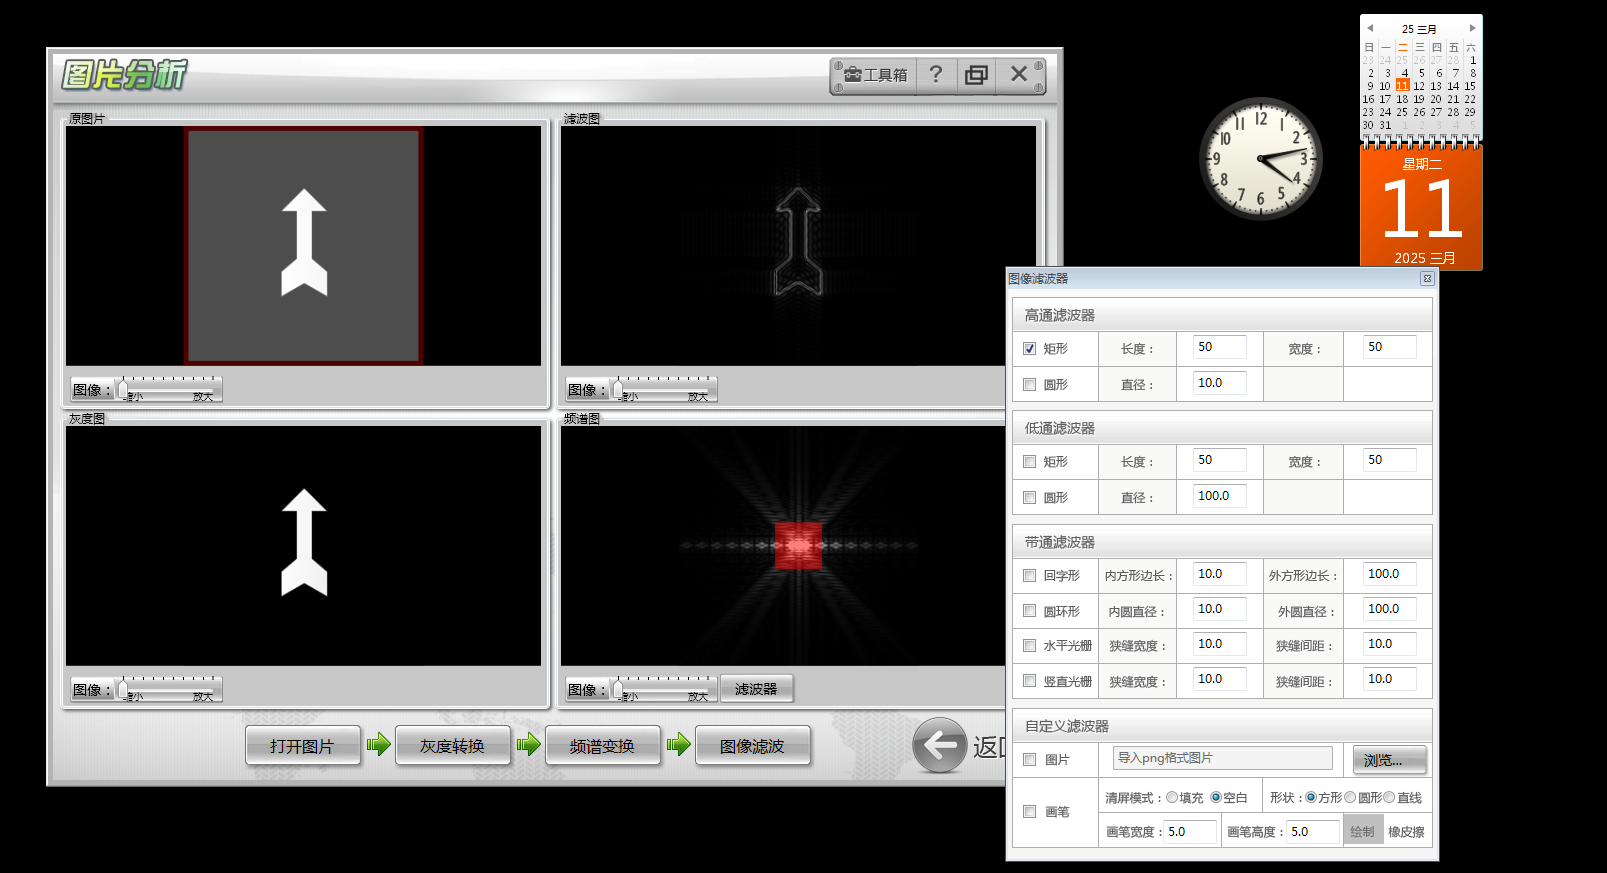 图片分析
工具箱
?
原图片
滤波图
图像：
缩小 放大
图像：
缩小 放大
灰度图
频谱图
图像：
缩小 放大
图像：
缩小 放大
滤波器
打开图片
灰度转换
频谱变换
图像滤波
12 1 2 3 4 5 6 7 8 9 10 11
25 三月
日 一 二 三 四 五 六
23 24 25 26 27 28 1
2 3 4 5 6 7 8
9 10 11 12 13 14 15
16 17 18 19 20 21 22
23 24 25 26 27 28 29
30 31 1 2 3 4 5
星期二
11
2025 三月
图像滤波器
高通滤波器
矩形 长度： 50 宽度： 50
圆形 直径： 10.0
低通滤波器
矩形 长度： 50 宽度： 50
圆形 直径： 100.0
带通滤波器
回字形 内方形边长： 10.0 外方形边长： 100.0
圆环形 内圆直径： 10.0 外圆直径： 100.0
水平光栅 狭缝宽度： 10.0 狭缝间距： 10.0
竖直光栅 狭缝宽度： 10.0 狭缝间距： 10.0
自定义滤波器
图片 导入png格式图片 浏览...
画笔 清屏模式：填充 空白 形状：方形 圆形 直线
画笔宽度： 5.0 画笔高度： 5.0 绘制 橡皮擦